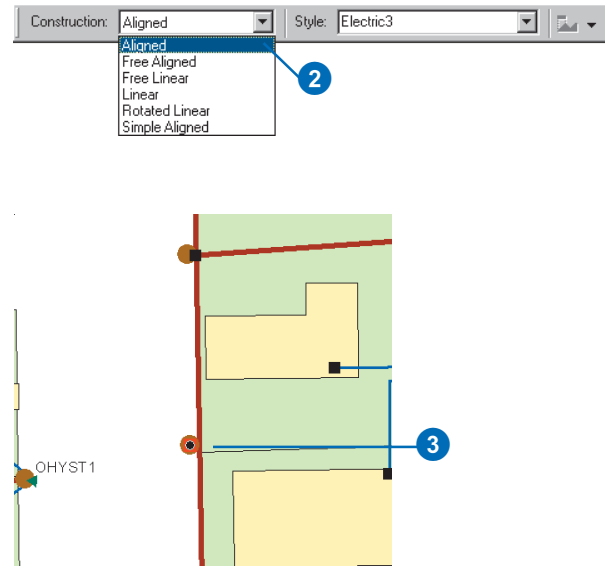 Construction: Aligned Style: Electric3
Aligned
Free Aligned
Free Linear
Linear
Rotated Linear
Simple Aligned
2
3
OHYST1